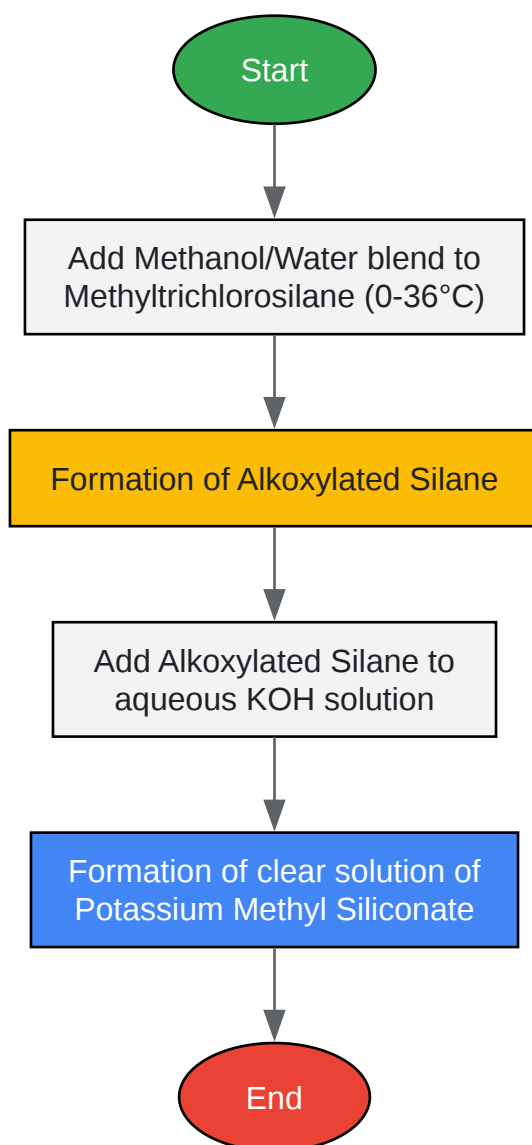 Start
Add Methanol/Water blend to
Methyltrichlorosilane (0-36°C)
Formation of Alkoxylated Silane
Add Alkoxylated Silane to
aqueous KOH solution
Formation of clear solution of
Potassium Methyl Siliconate
End